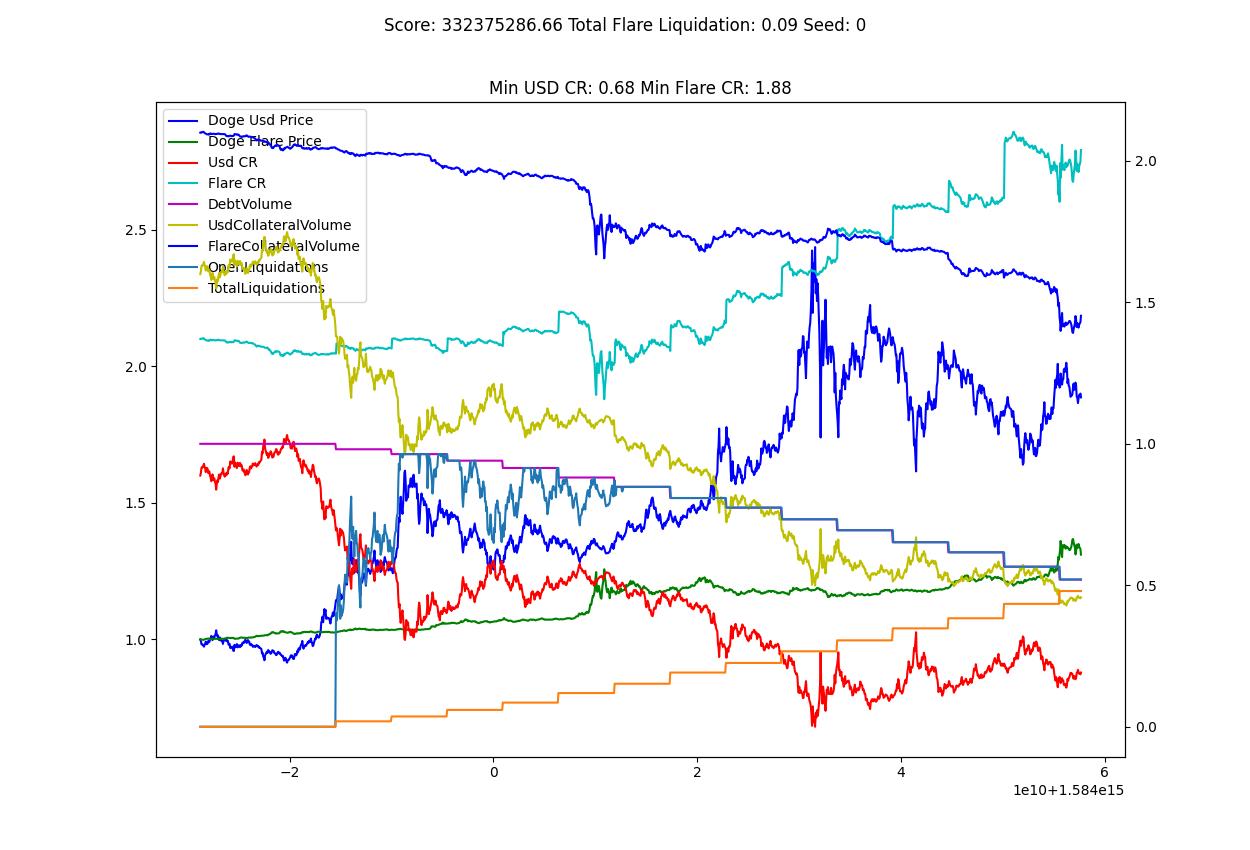 Score: 332375286.66 Total Flare Liquidation: 0.09 Seed: 0
Min USD CR: 0.68 Min Flare CR: 1.88
Doge Usd Price
Doge Flare Price
Usd CR
Flare CR
DebtVolume
UsdCollateralVolume
FlareCollateralVolume
OpenLiquidations
TotalLiquidations
2.5
2.0
1.5
1.0
2.0
1.5
1.0
0.5
0.0
−2
0
2
4
6
1e10+1.584e15